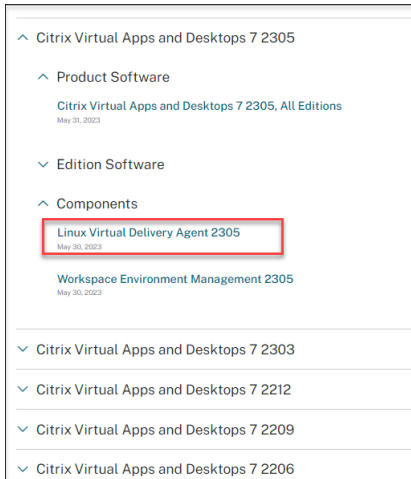 Citrix Virtual Apps and Desktops 7 2305
Product Software
Citrix Virtual Apps and Desktops 7 2305, All Editions
May 31, 2023
Edition Software
Components
Linux Virtual Delivery Agent 2305
May 30, 2023
Workspace Environment Management 2305
May 30, 2023
Citrix Virtual Apps and Desktops 7 2303
Citrix Virtual Apps and Desktops 7 2212
Citrix Virtual Apps and Desktops 7 2209
Citrix Virtual Apps and Desktops 7 2206